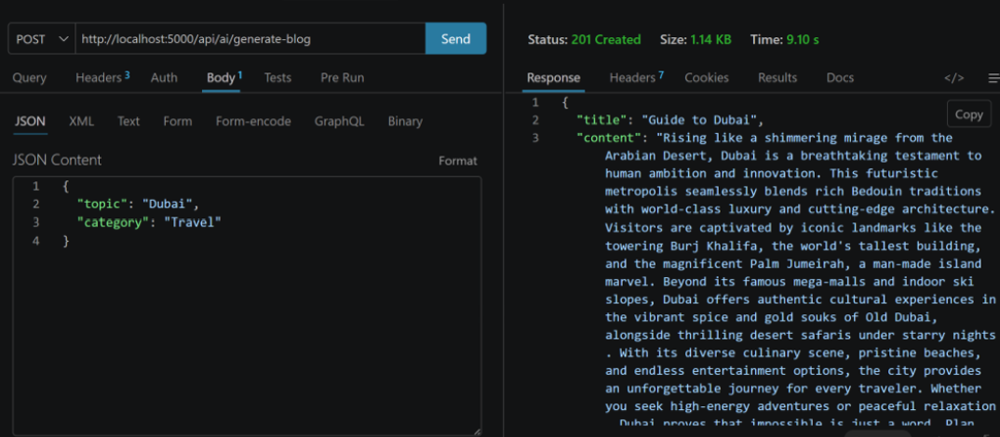 POST http://localhost:5000/api/ai/generate-blog Send
Query Headers 3 Auth Body 1 Tests Pre Run
JSON XML Text Form Form-encode GraphQL Binary
JSON Content Format
1 {
2 "topic": "Dubai",
3 "category": "Travel"
4 }
Status: 201 Created Size: 1.14 KB Time: 9.10 s
Response Headers 7 Cookies Results Docs </>
Copy
1 {
2 "title": "Guide to Dubai",
3 "content": "Rising like a shimmering mirage from the
Arabian Desert, Dubai is a breathtaking testament to
human ambition and innovation. This futuristic
metropolis seamlessly blends rich Bedouin traditions
with world-class luxury and cutting-edge architecture.
Visitors are captivated by iconic landmarks like the
towering Burj Khalifa, the world's tallest building,
and the magnificent Palm Jumeirah, a man-made island
marvel. Beyond its famous mega-malls and indoor ski
slopes, Dubai offers authentic cultural experiences in
the vibrant spice and gold souks of Old Dubai,
alongside thrilling desert safaris under starry nights
. With its diverse culinary scene, pristine beaches,
and endless entertainment options, the city provides
an unforgettable journey for every traveler. Whether
you seek high-energy adventures or peaceful relaxation
, Dubai proves that impossible is just a word. Plan